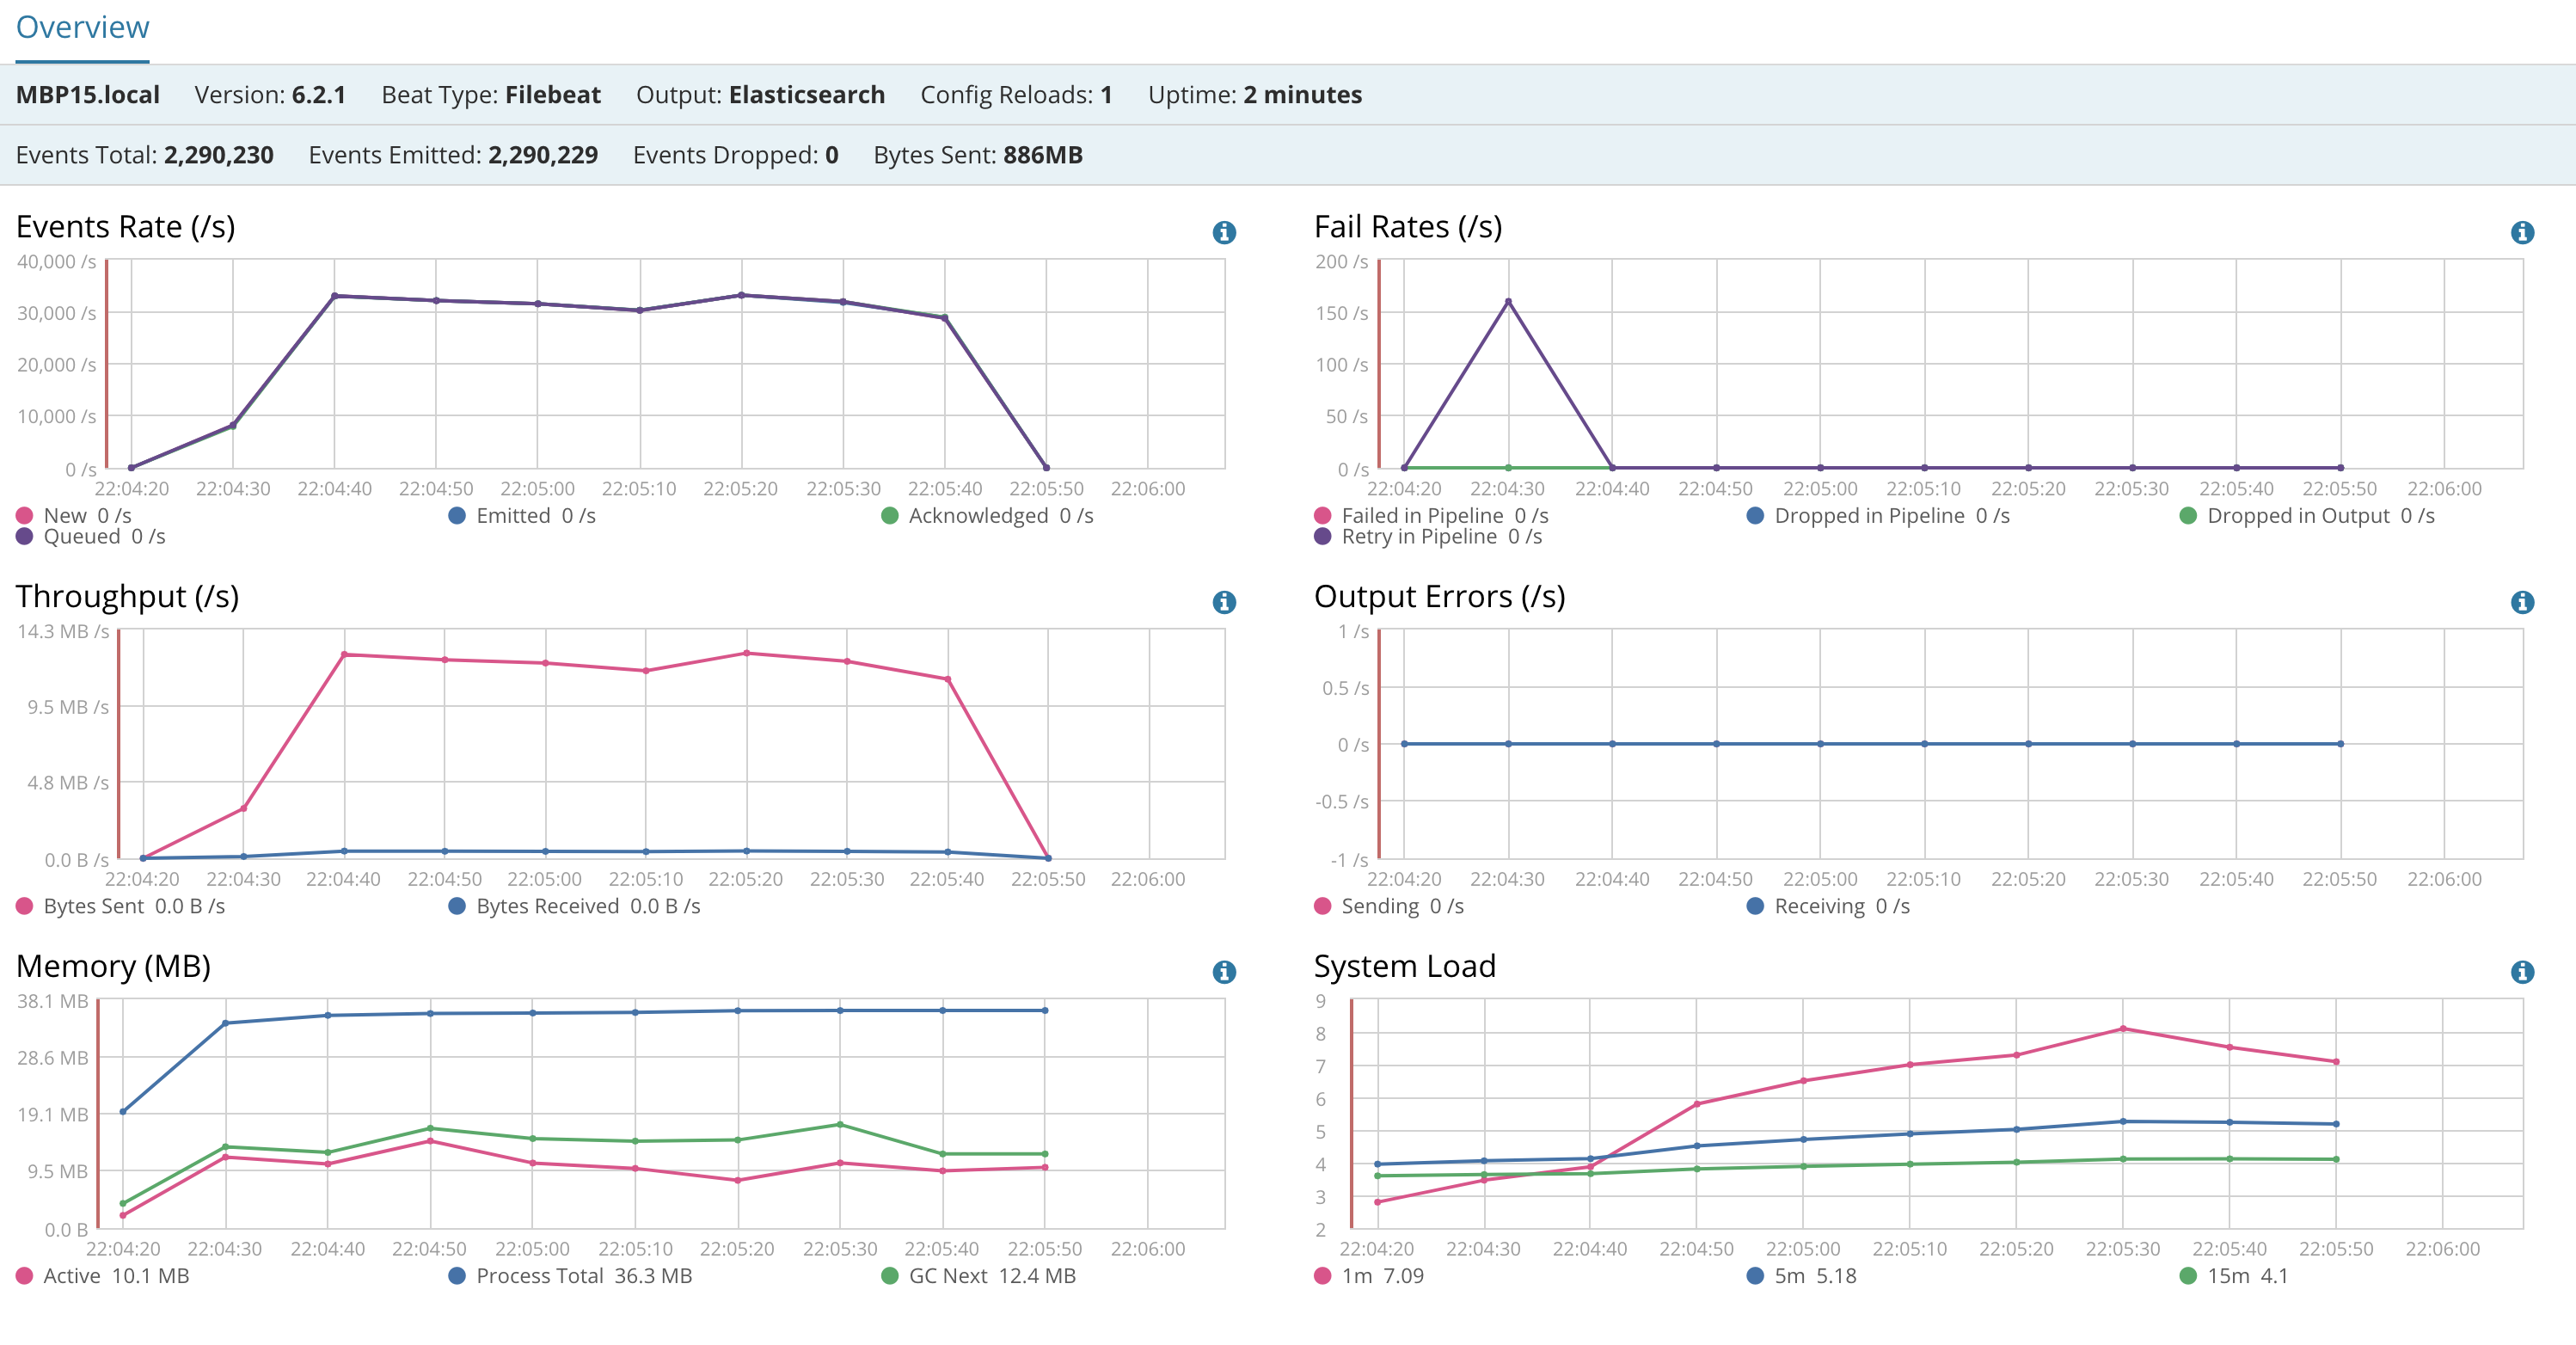 Overview
MBP15.local Version: 6.2.1 Beat Type: Filebeat Output: Elasticsearch Config Reloads: 1 Uptime: 2 minutes
Events Total: 2,290,230 Events Emitted: 2,290,229 Events Dropped: 0 Bytes Sent: 886MB
Events Rate (/s)
40,000 /s
30,000 /s
20,000 /s
10,000 /s
0 /s
22:04:20 22:04:30 22:04:40 22:04:50 22:05:00 22:05:10 22:05:20 22:05:30 22:05:40 22:05:50 22:06:00
New 0 /s Emitted 0 /s Acknowledged 0 /s
Queued 0 /s
Fail Rates (/s)
200 /s
150 /s
100 /s
50 /s
0 /s
22:04:20 22:04:30 22:04:40 22:04:50 22:05:00 22:05:10 22:05:20 22:05:30 22:05:40 22:05:50 22:06:00
Failed in Pipeline 0 /s Dropped in Pipeline 0 /s Dropped in Output 0 /s
Retry in Pipeline 0 /s
Throughput (/s)
14.3 MB /s
9.5 MB /s
4.8 MB /s
0.0 B /s
22:04:20 22:04:30 22:04:40 22:04:50 22:05:00 22:05:10 22:05:20 22:05:30 22:05:40 22:05:50 22:06:00
Bytes Sent 0.0 B /s Bytes Received 0.0 B /s
Output Errors (/s)
1 /s
0.5 /s
0 /s
-0.5 /s
-1 /s
22:04:20 22:04:30 22:04:40 22:04:50 22:05:00 22:05:10 22:05:20 22:05:30 22:05:40 22:05:50 22:06:00
Sending 0 /s Receiving 0 /s
Memory (MB)
38.1 MB
28.6 MB
19.1 MB
9.5 MB
0.0 B
22:04:20 22:04:30 22:04:40 22:04:50 22:05:00 22:05:10 22:05:20 22:05:30 22:05:40 22:05:50 22:06:00
Active 10.1 MB Process Total 36.3 MB GC Next 12.4 MB
System Load
9
8
7
6
5
4
3
2
22:04:20 22:04:30 22:04:40 22:04:50 22:05:00 22:05:10 22:05:20 22:05:30 22:05:40 22:05:50 22:06:00
1m 7.09 5m 5.18 15m 4.1